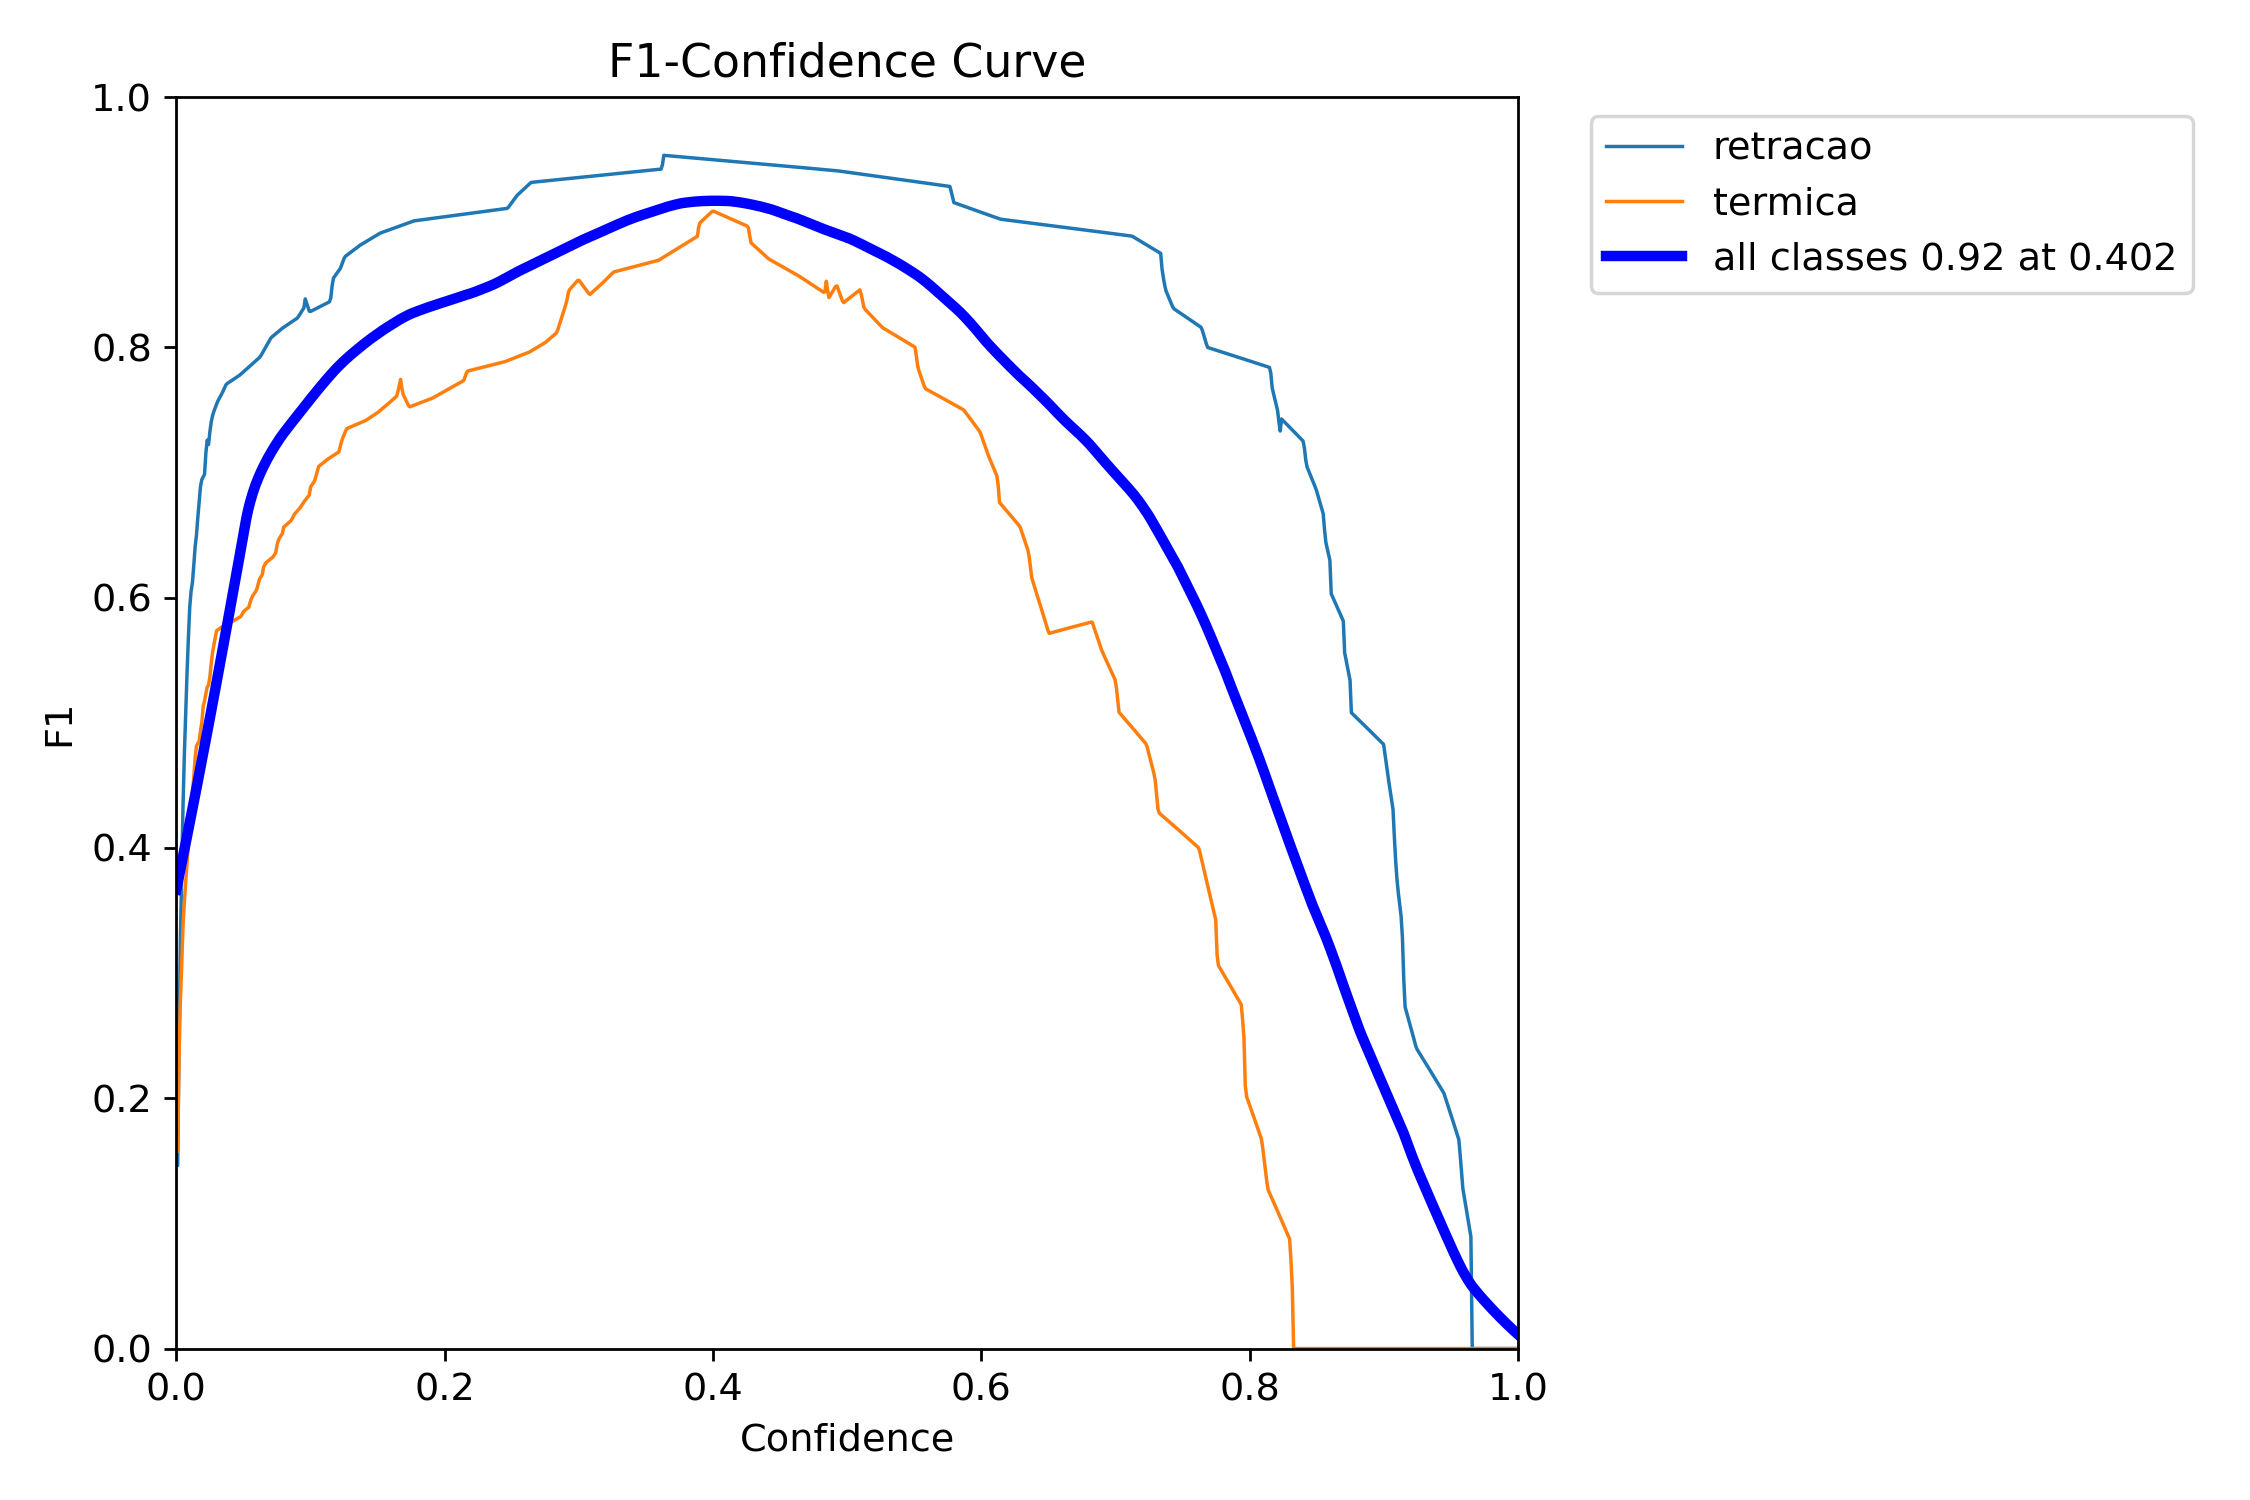 F1-Confidence Curve
1.0
0.8
0.6
0.4
0.2
0.0
F1
0.0 0.2 0.4 0.6 0.8 1.0
Confidence
retracao
termica
all classes 0.92 at 0.402